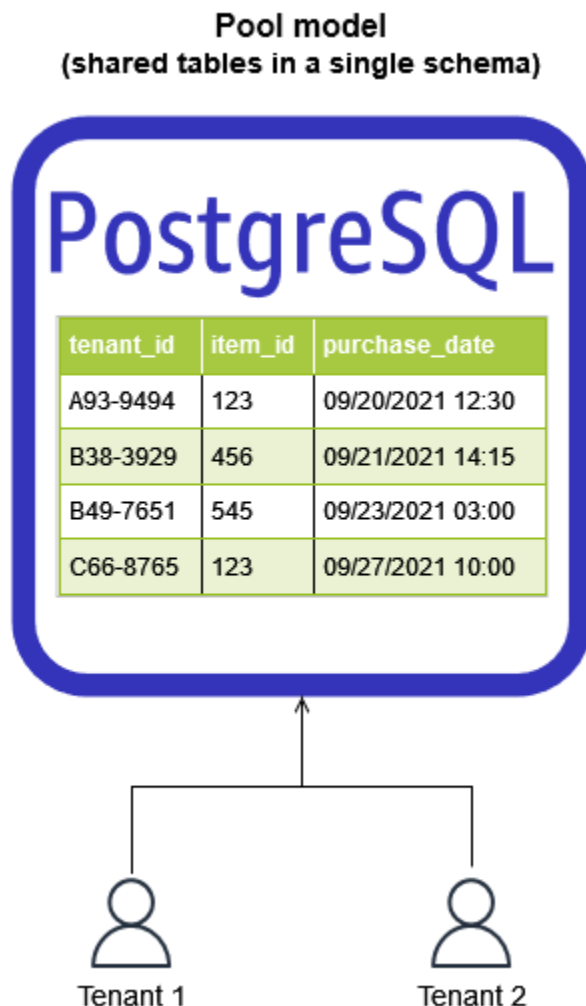 Pool model
(shared tables in a single schema)
PostgreSQL
tenant_id item_id purchase_date
A93-9494 123 09/20/2021 12:30
B38-3929 456 09/21/2021 14:15
B49-7651 545 09/23/2021 03:00
C66-8765 123 09/27/2021 10:00
Tenant 1 Tenant 2